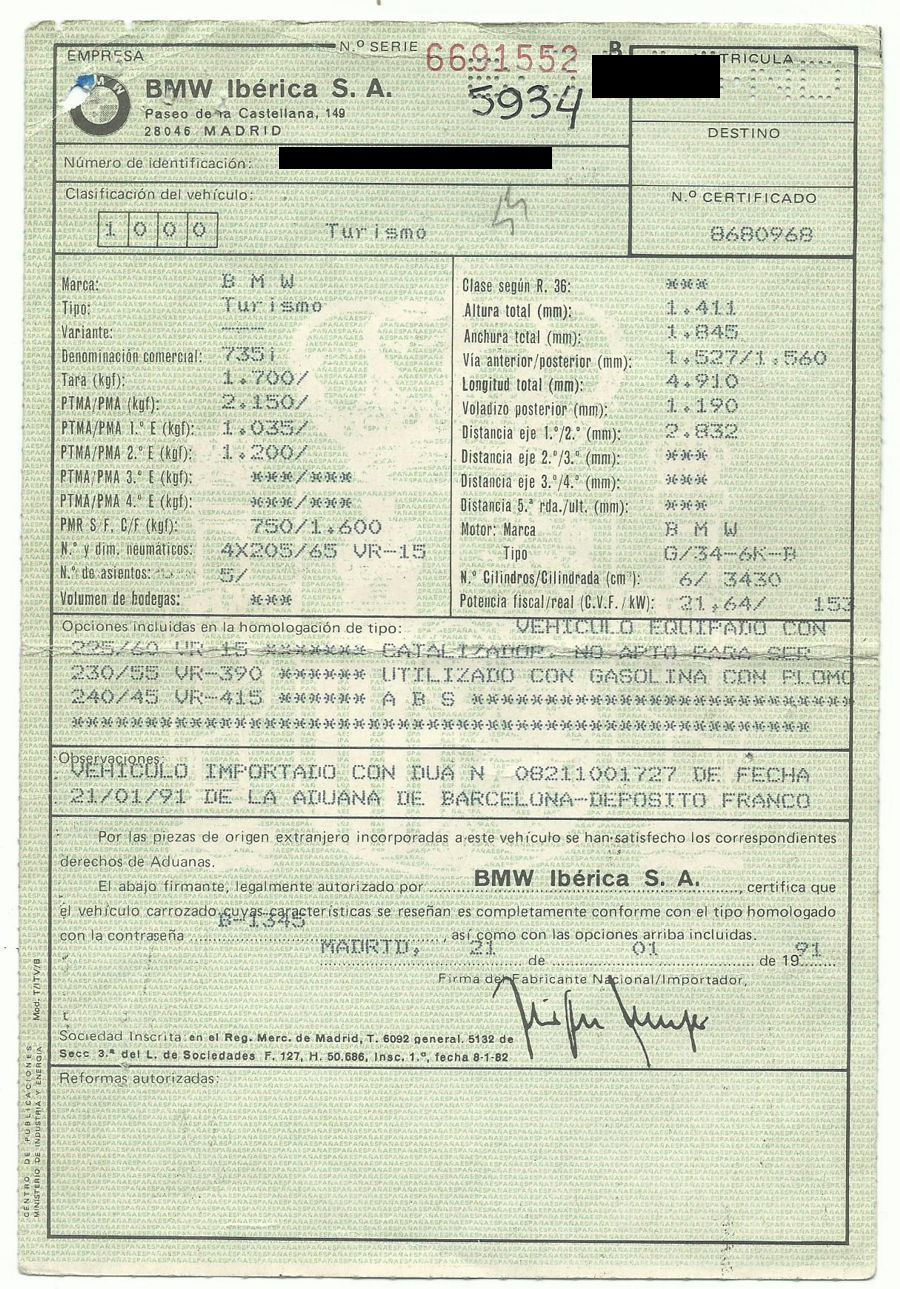 EMPRESA
N.º SERIE 6691552
B
MATRICULA
BMW Ibérica S. A.
5934
Paseo de la Castellana, 149
28046 MADRID
DESTINO
Número de identificación:
Clasificación del vehículo:
N.º CERTIFICADO
1 0 0 0 Turismo
8680968
Marca: B M W
Tipo: Turismo
Variante: ----
Denominación comercial: 735i
Tara (kgf): 1.700/
PTMA/PMA (kgf): 2.150/
PTMA/PMA 1.º E (kgf): 1.035/
PTMA/PMA 2.º E (kgf): 1.200/
PTMA/PMA 3.º E (kgf): ***/***
PTMA/PMA 4.º E (kgf): ***/***
PMR S/F, C/F (kgf): 750/1.600
N.º y dim. neumáticos: 4X205/65 VR-15
N.º de asientos: 5/
Volumen de bodegas: ***
Clase según R. 36: ***
Altura total (mm): 1.411
Anchura total (mm): 1.845
Vía anterior/posterior (mm): 1.527/1.560
Longitud total (mm): 4.910
Voladizo posterior (mm): 1.190
Distancia eje 1.º/2.º (mm): 2.832
Distancia eje 2.º/3.º (mm): ***
Distancia eje 3.º/4.º (mm): ***
Distancia 5.ª rda./ult. (mm): ***
Motor: Marca B M W
Tipo G/34-6K-B
N.º Cilindros/Cilindrada (cm³): 6/ 3430
Potencia fiscal/real (C.V.F./kW): 21,64/ 153
Opciones incluidas en la homologación de tipo: VEHICULO EQUIPADO CON
225/60 VR-15 ******* CATALIZADOR. NO APTO PARA SER
230/55 VR-390 ****** UTILIZADO CON GASOLINA CON PLOMO
240/45 VR-415 ****** A B S **************************
***************************************************
Observaciones:
VEHICULO IMPORTADO CON DUA N. 08211001727 DE FECHA
21/01/91 DE LA ADUANA DE BARCELONA-DEPOSITO FRANCO
Por las piezas de origen extranjero incorporadas a este vehículo se han satisfecho los correspondientes
derechos de Aduanas.
El abajo firmante, legalmente autorizado por BMW Ibérica S. A., certifica que
el vehículo carrozado cuyas características se reseñan es completamente conforme con el tipo homologado
con la contraseña B-1345, así como con las opciones arriba incluidas.
MADRID, 21 de 01 de 1991
Firma del Fabricante Nacional/Importador,
Sociedad Inscrita en el Reg. Merc. de Madrid, T. 6092 general. 5132 de
Secc 3.ª del L. de Sociedades F. 127, H. 50.686, Insc. 1.º, fecha 8-1-82
Reformas autorizadas:
Mod. T/ITV/B
CENTRO DE PUBLICACIONES
MINISTERIO DE INDUSTRIA Y ENERGIA